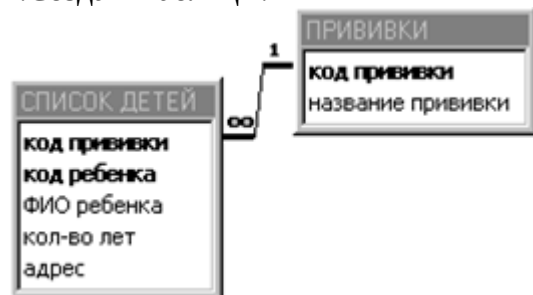 ПРИВИВКИ
1
код прививки
название прививки
СПИСОК ДЕТЕЙ
∞
код прививки
код ребенка
ФИО ребенка
кол-во лет
адрес